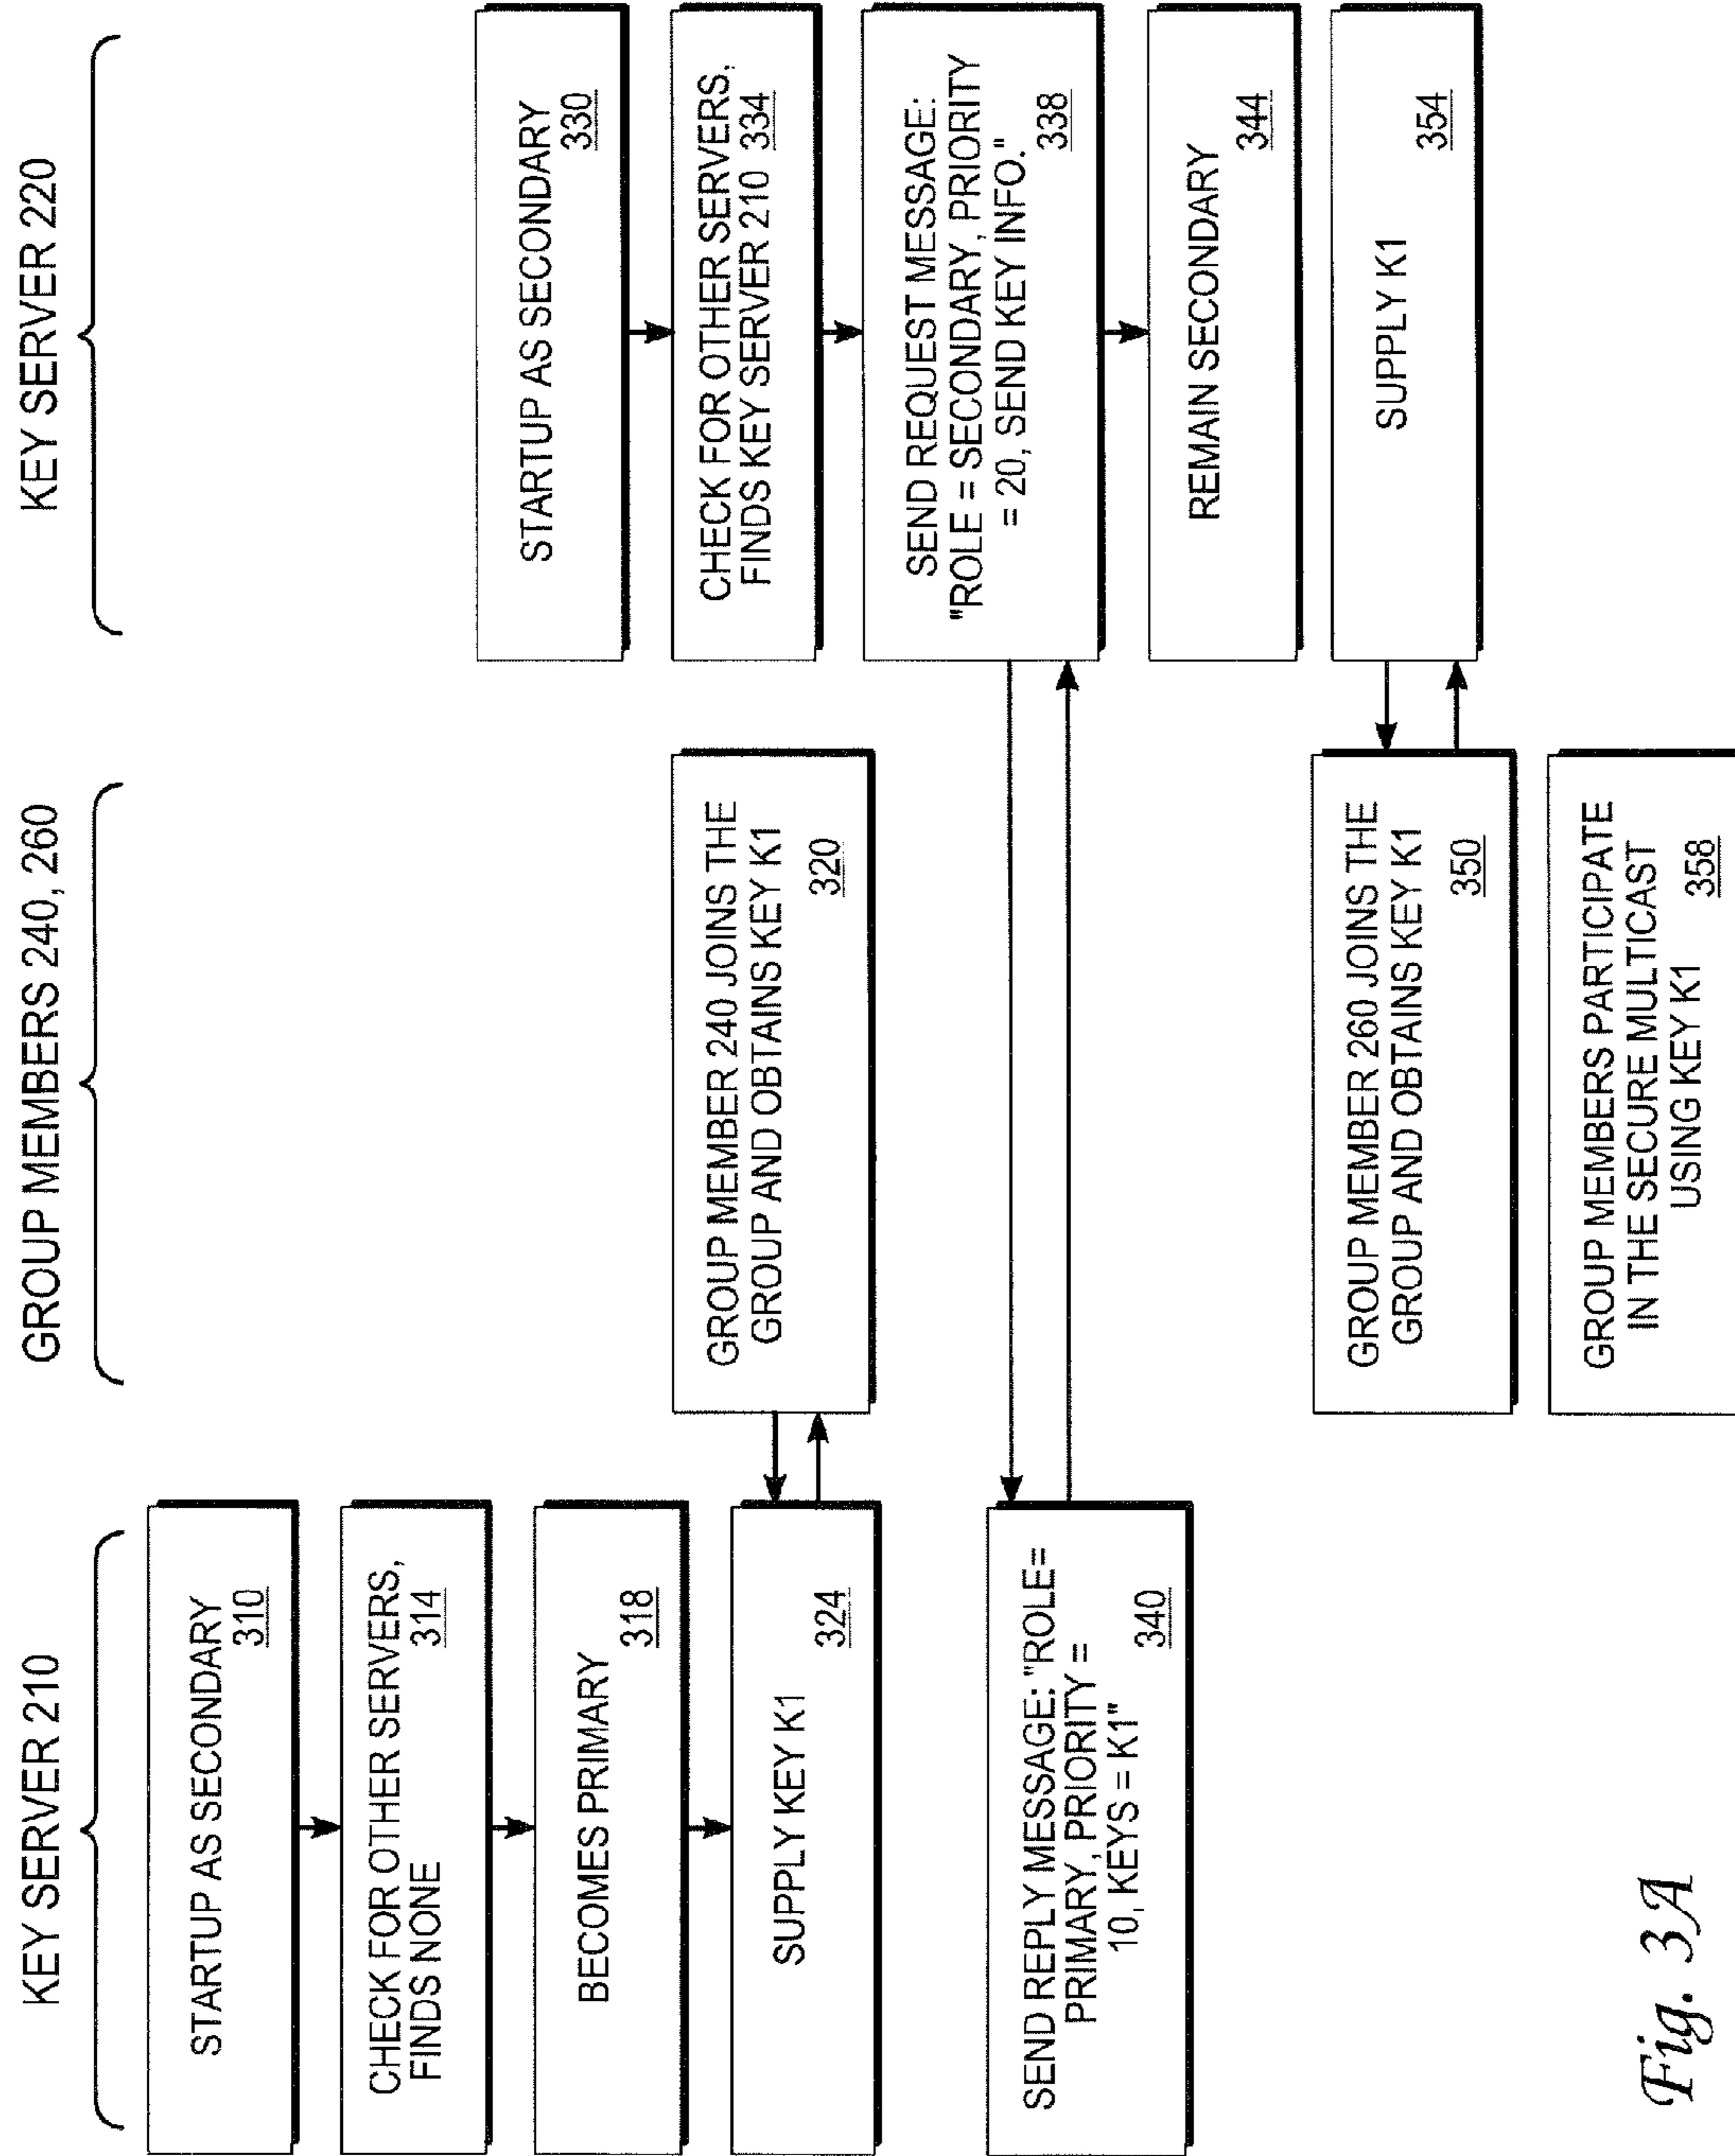 KEY SERVER 210
STARTUP AS SECONDARY
310
CHECK FOR OTHER SERVERS,
FINDS NONE
314
BECOMES PRIMARY
318
SUPPLY KEY K1
324
SEND REPLY MESSAGE: "ROLE=
PRIMARY, PRIORITY =
10, KEYS = K1"
340
GROUP MEMBERS 240, 260
GROUP MEMBER 240 JOINS THE
GROUP AND OBTAINS KEY K1
320
GROUP MEMBER 260 JOINS THE
GROUP AND OBTAINS KEY K1
350
GROUP MEMBERS PARTICIPATE
IN THE SECURE MULTICAST
USING KEY K1
358
KEY SERVER 220
STARTUP AS SECONDARY
330
CHECK FOR OTHER SERVERS,
FINDS KEY SERVER 210 334
SEND REQUEST MESSAGE:
"ROLE = SECONDARY, PRIORITY
= 20, SEND KEY INFO."
338
REMAIN SECONDARY
344
SUPPLY K1
354
Fig. 3A